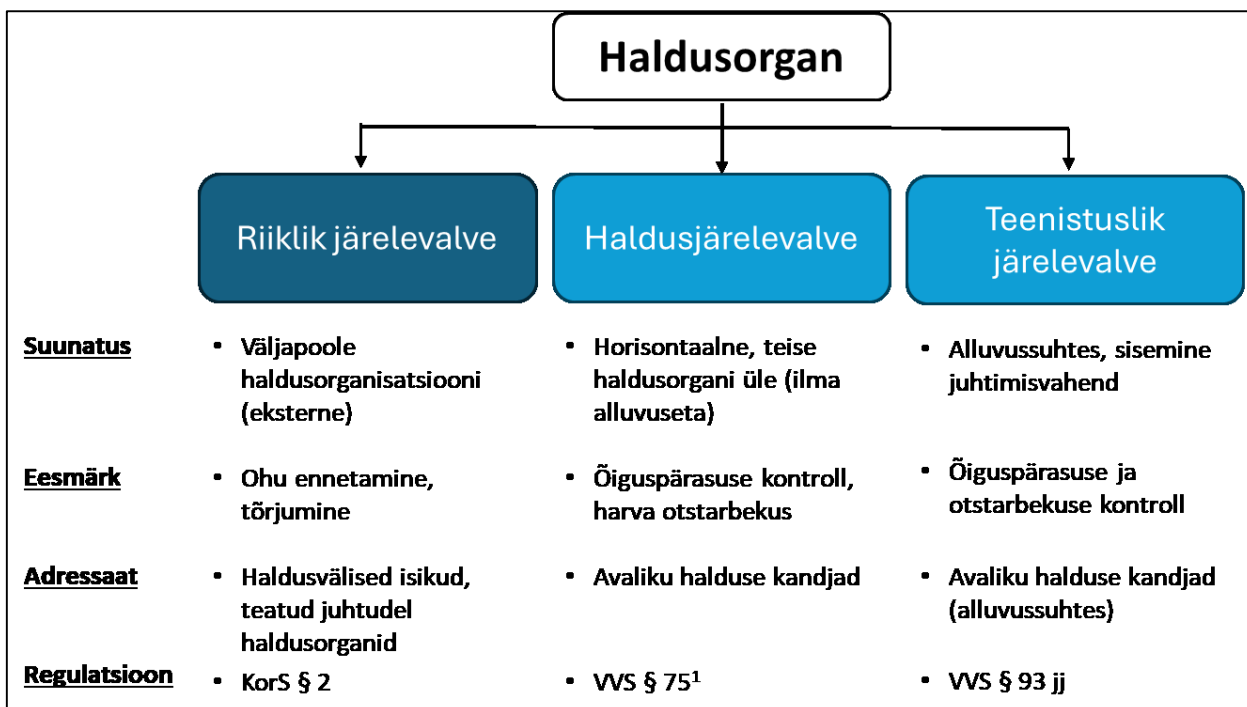 Haldusorgan
Riiklik järelevalve
Haldusjärelevalve
Teenistuslik
järelevalve
Suunatus
• Väljapoole
haldusorganisatsiooni
(eksterne)
• Horisontaalne, teise
haldusorgani üle (ilma
alluvuseta)
• Alluvussuhtes, sisemine
juhtimisvahend
Eesmärk
• Ohu ennetamine,
tõrjumine
• Õiguspärasuse kontroll,
harva otstarbekus
• Õiguspärasuse ja
otstarbekuse kontroll
Adressaat
• Haldusvälised isikud,
teatud juhtudel
haldusorganid
• Avaliku halduse kandjad
• Avaliku halduse kandjad
(alluvussuhtes)
Regulatsioon
• KorS § 2
• VVS § 75¹
• VVS § 93 jj